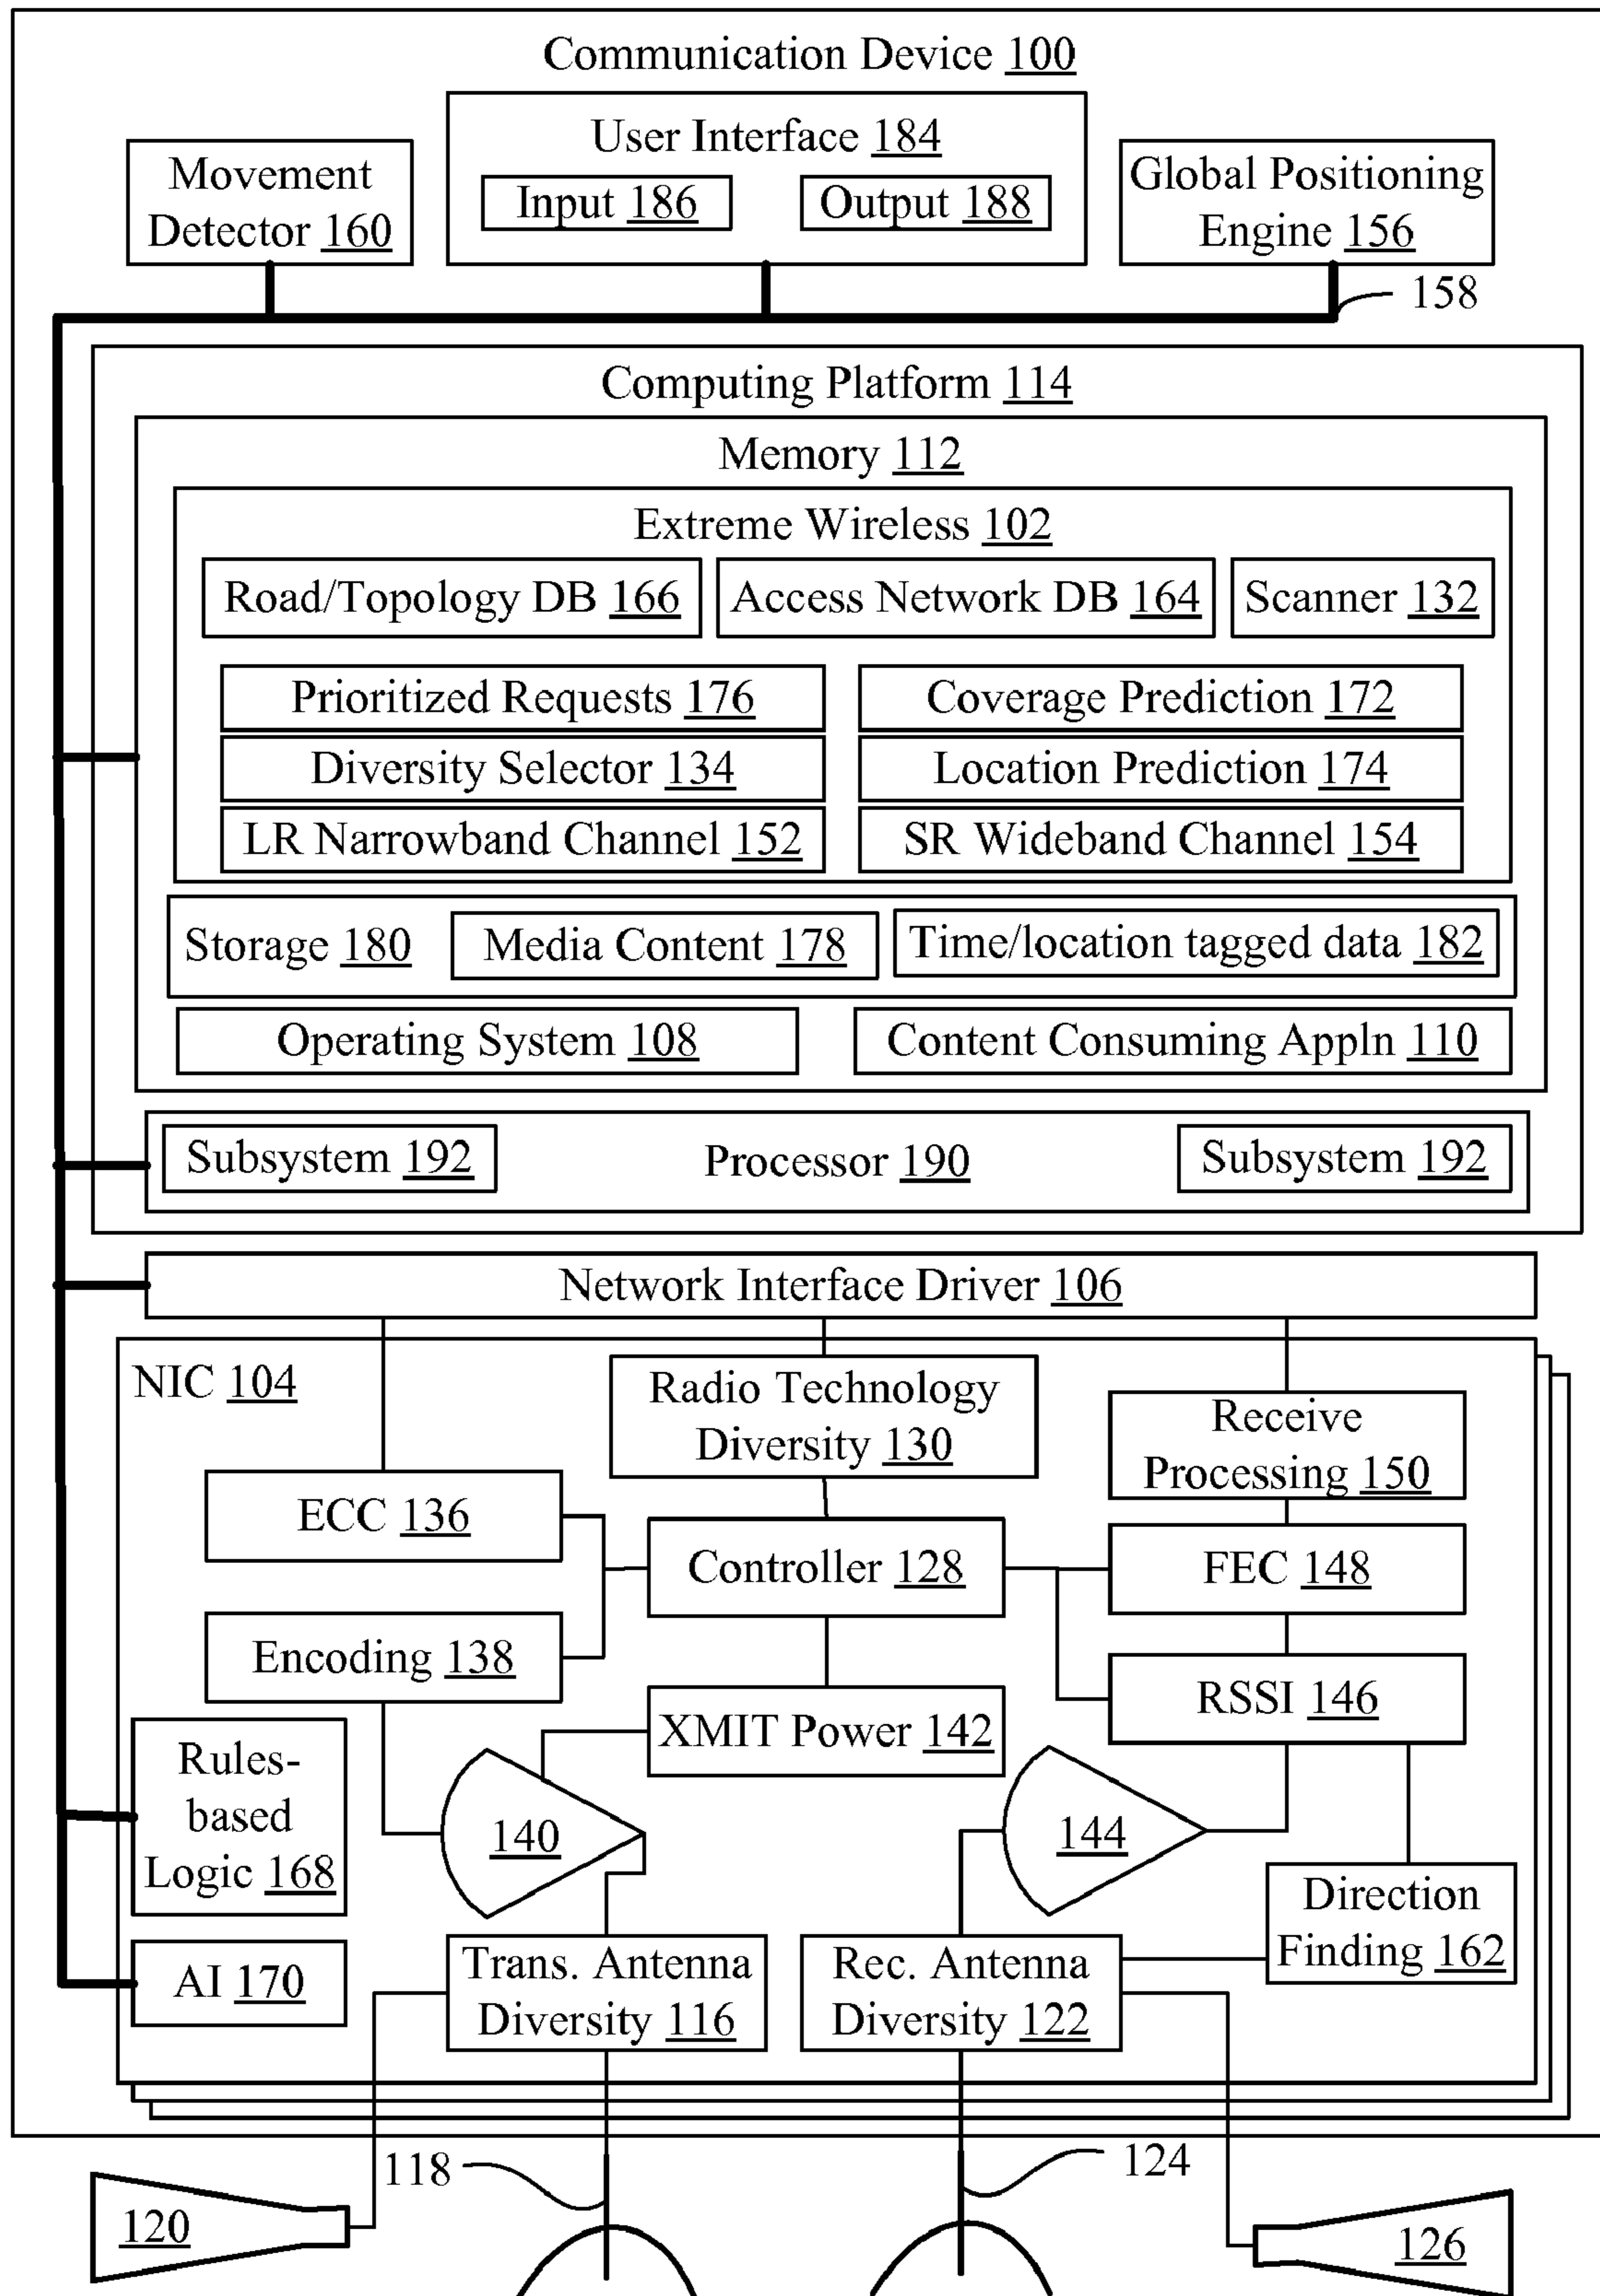 Communication Device 100
User Interface 184
Input 186
Output 188
Movement
Detector 160
Global Positioning
Engine 156
158
Computing Platform 114
Memory 112
Extreme Wireless 102
Road/Topology DB 166
Access Network DB 164
Scanner 132
Prioritized Requests 176
Coverage Prediction 172
Diversity Selector 134
Location Prediction 174
LR Narrowband Channel 152
SR Wideband Channel 154
Storage 180
Media Content 178
Time/location tagged data 182
Operating System 108
Content Consuming Appln 110
Subsystem 192
Processor 190
Subsystem 192
Network Interface Driver 106
NIC 104
Radio Technology
Diversity 130
Receive
Processing 150
ECC 136
Controller 128
FEC 148
Encoding 138
XMIT Power 142
RSSI 146
Rules-
based
Logic 168
140
144
Direction
Finding 162
AI 170
Trans. Antenna
Diversity 116
Rec. Antenna
Diversity 122
118
124
120
126